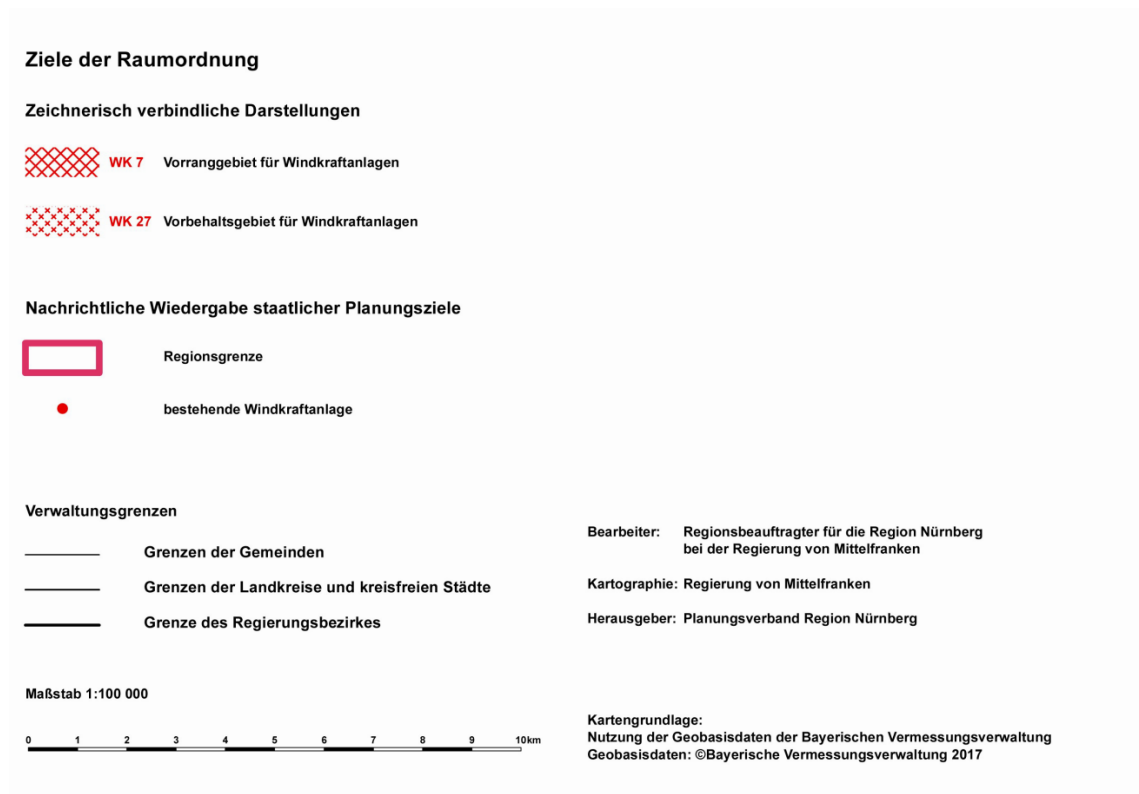 Ziele der Raumordnung
Zeichnerisch verbindliche Darstellungen
WK 7 Vorranggebiet für Windkraftanlagen
WK 27 Vorbehaltsgebiet für Windkraftanlagen
Nachrichtliche Wiedergabe staatlicher Planungsziele
Regionsgrenze
bestehende Windkraftanlage
Verwaltungsgrenzen
Grenzen der Gemeinden
Grenzen der Landkreise und kreisfreien Städte
Grenze des Regierungsbezirkes
Maßstab 1:100 000
0 1 2 3 4 5 6 7 8 9 10km
Bearbeiter: Regionsbeauftragter für die Region Nürnberg
bei der Regierung von Mittelfranken
Kartographie: Regierung von Mittelfranken
Herausgeber: Planungsverband Region Nürnberg
Kartengrundlage:
Nutzung der Geobasisdaten der Bayerischen Vermessungsverwaltung
Geobasisdaten: ©Bayerische Vermessungsverwaltung 2017